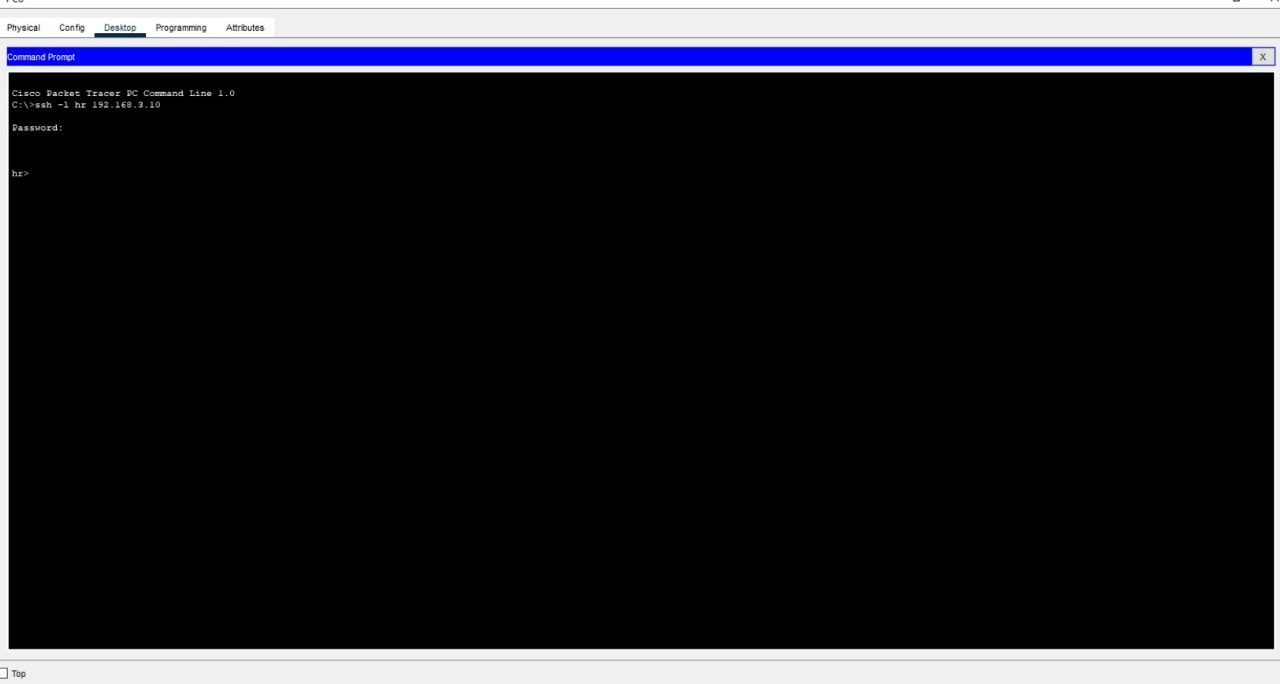 Physical Config Desktop Programming Attributes
Command Prompt X
Cisco Packet Tracer PC Command Line 1.0
C:\>ssh -l hr 192.168.3.10
Password:
hr>
Top